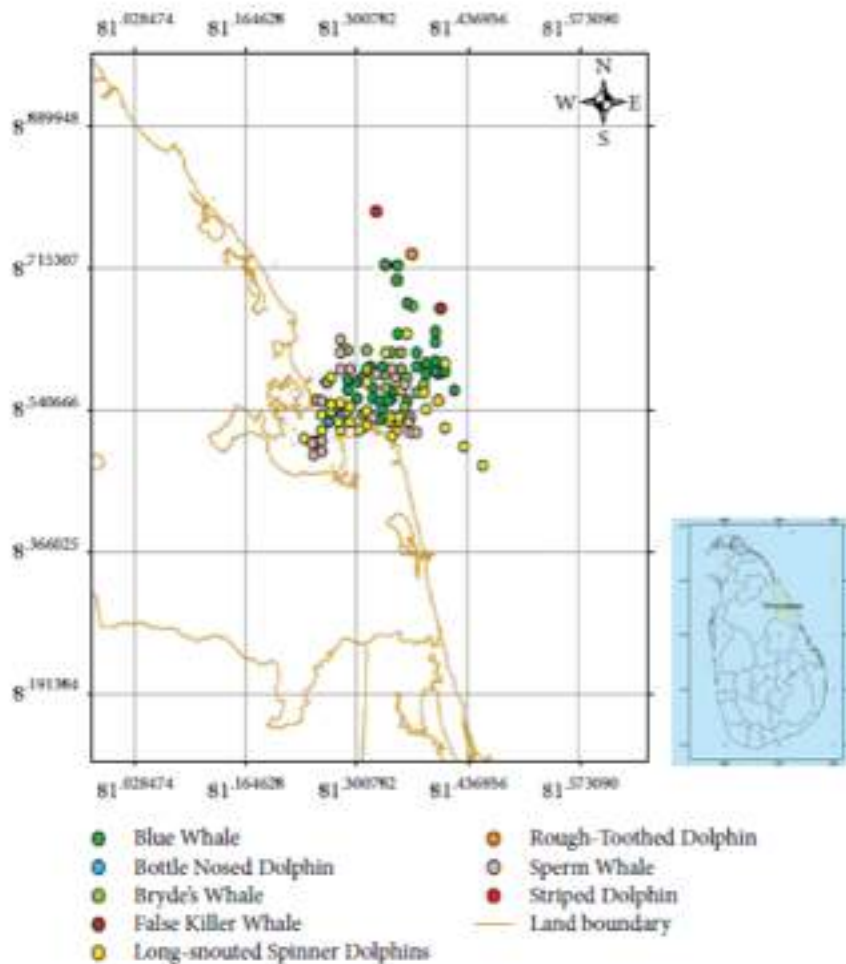 81.028474 81.164628 81.300782 81.436936 81.573090
N
W E
S
8.889948
8.715307
8.540666
8.366025
8.191384
81.028474 81.164628 81.300782 81.436936 81.573090
Blue Whale
Bottle Nosed Dolphin
Bryde's Whale
False Killer Whale
Long-snouted Spinner Dolphins
Rough-Toothed Dolphin
Sperm Whale
Striped Dolphin
Land boundary